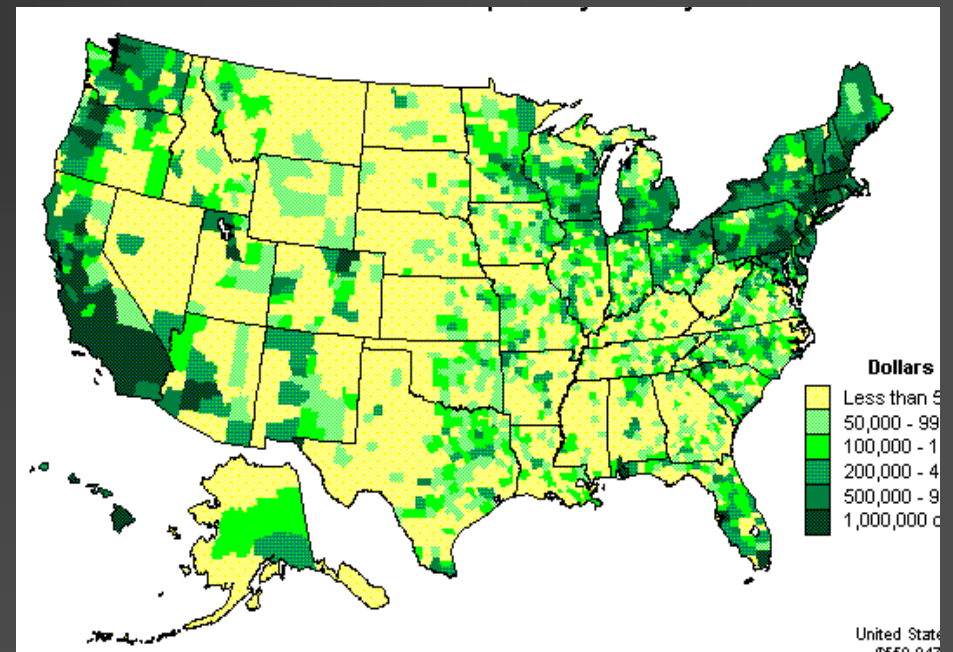 Dollars
Less than 5
50,000 - 99
100,000 - 1
200,000 - 4
500,000 - 9
1,000,000 o
United State